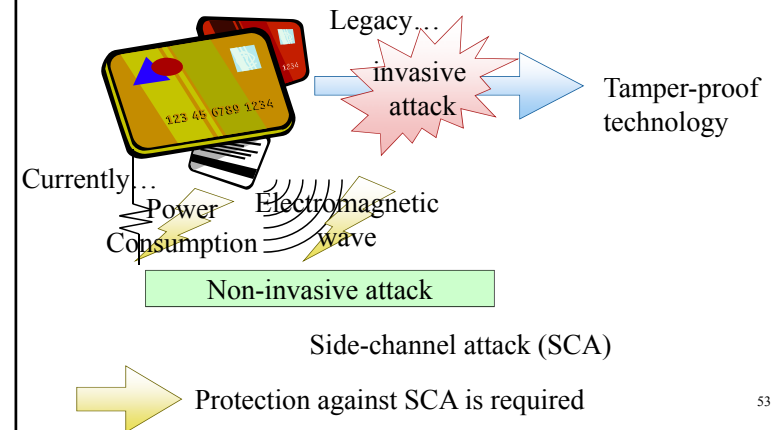 Legacy…
invasive
attack
Tamper-proof
technology
1234
123 45 6789 1234
Currently…
Power
Consumption
Electromagnetic
wave
Non-invasive attack
Side-channel attack (SCA)
Protection against SCA is required
53